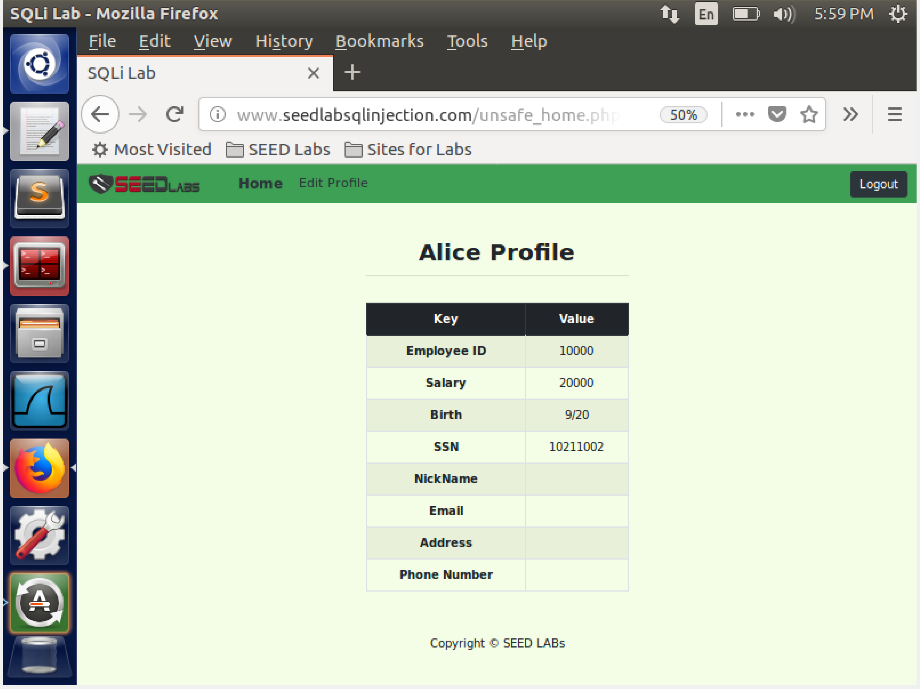 SQLi Lab - Mozilla Firefox En 5:59 PM
File Edit View History Bookmarks Tools Help
SQLi Lab
www.seedlabsqlinjection.com/unsafe_home.php 50%
Most Visited SEED Labs Sites for Labs
SEEDLABS Home Edit Profile Logout
Alice Profile
Key Value
Employee ID 10000
Salary 20000
Birth 9/20
SSN 10211002
NickName
Email
Address
Phone Number
Copyright © SEED LABs